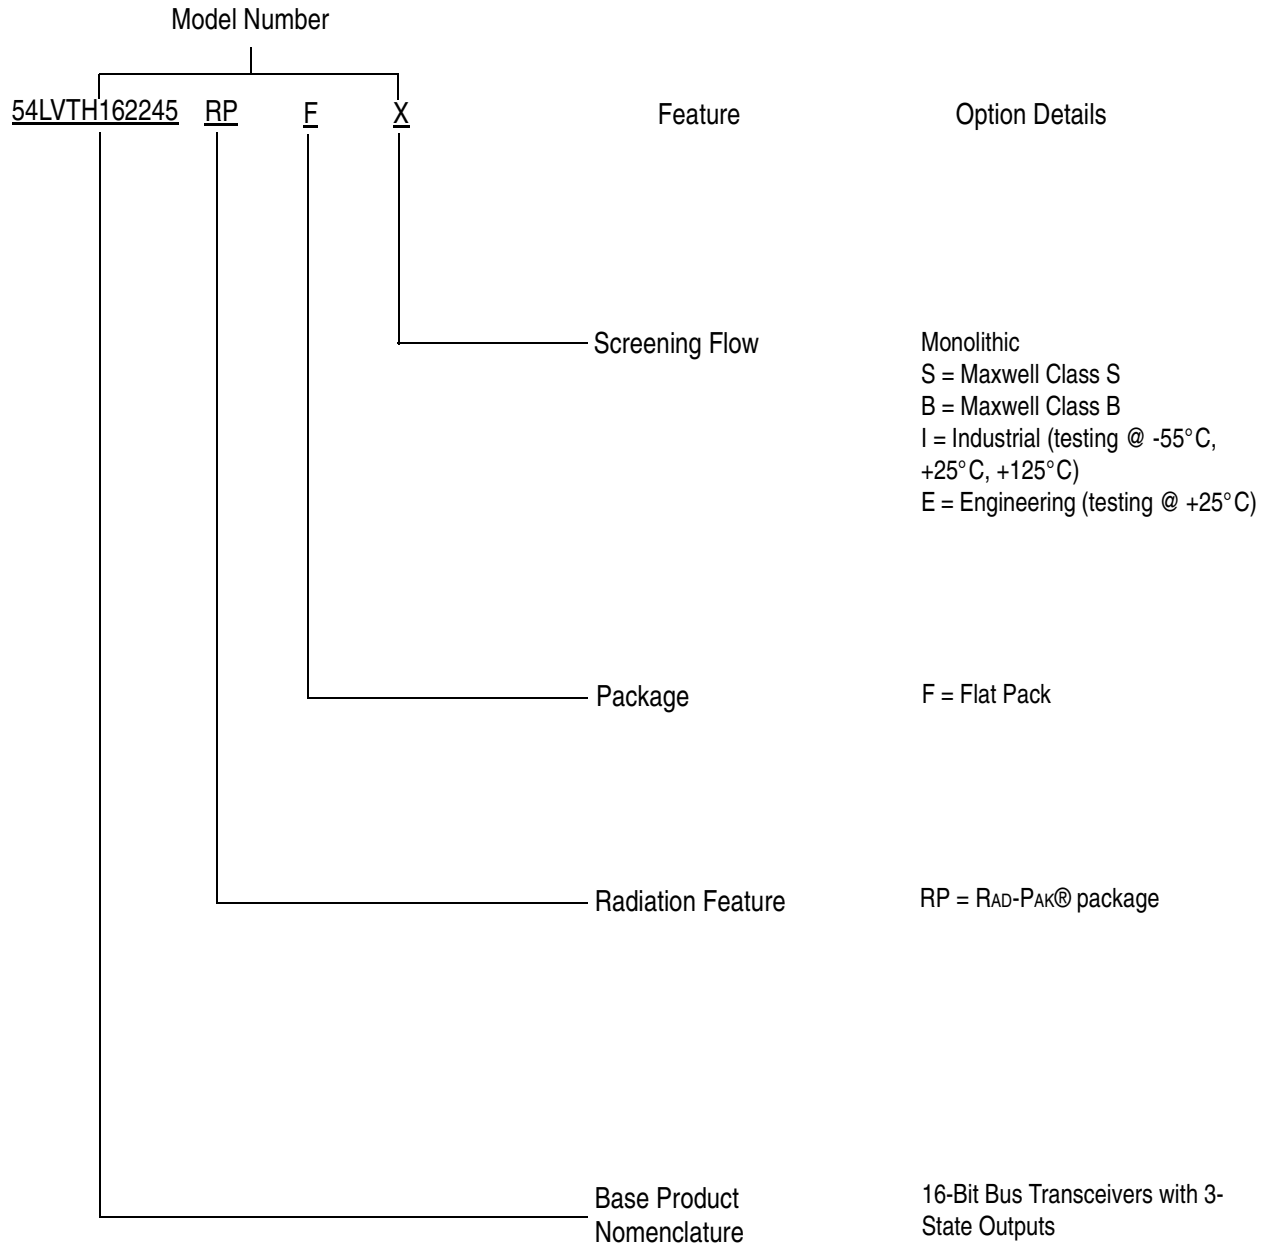 Model Number
54LVTH162245 RP F X Feature Option Details
Screening Flow
Monolithic
S = Maxwell Class S
B = Maxwell Class B
I = Industrial (testing @ -55°C,
+25°C, +125°C)
E = Engineering (testing @ +25°C)
Package
F = Flat Pack
Radiation Feature
RP = RAD-PAK® package
Base Product
Nomenclature
16-Bit Bus Transceivers with 3-
State Outputs